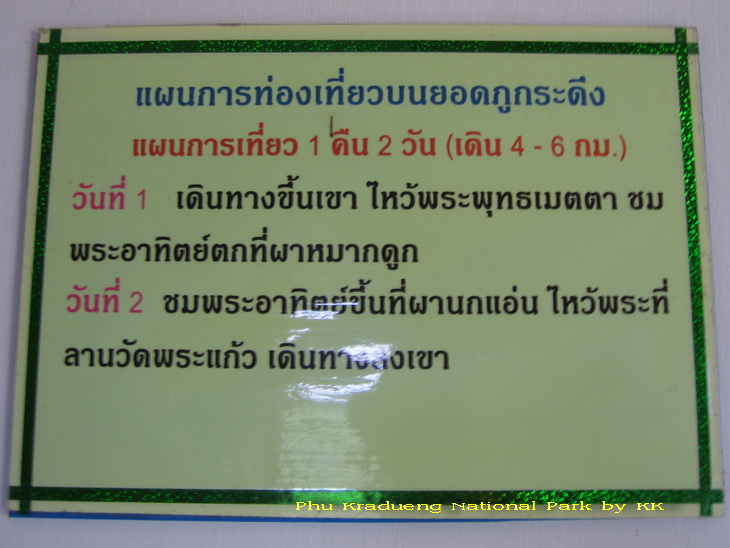 แผนการท่องเที่ยวบนยอดภูกระดึง
แผนการเที่ยว 1 คืน 2 วัน (เดิน 4 - 6 กม.)
วันที่ 1 เดินทางขึ้นเขา ไหว้พระพุทธเมตตา ชม
พระอาทิตย์ตกที่ผาหมากดูก
วันที่ 2 ชมพระอาทิตย์ขึ้นที่ผานกแอ่น ไหว้พระที่
ลานวัดพระแก้ว เดินทางลงเขา
Phu Kradueng National Park by KK